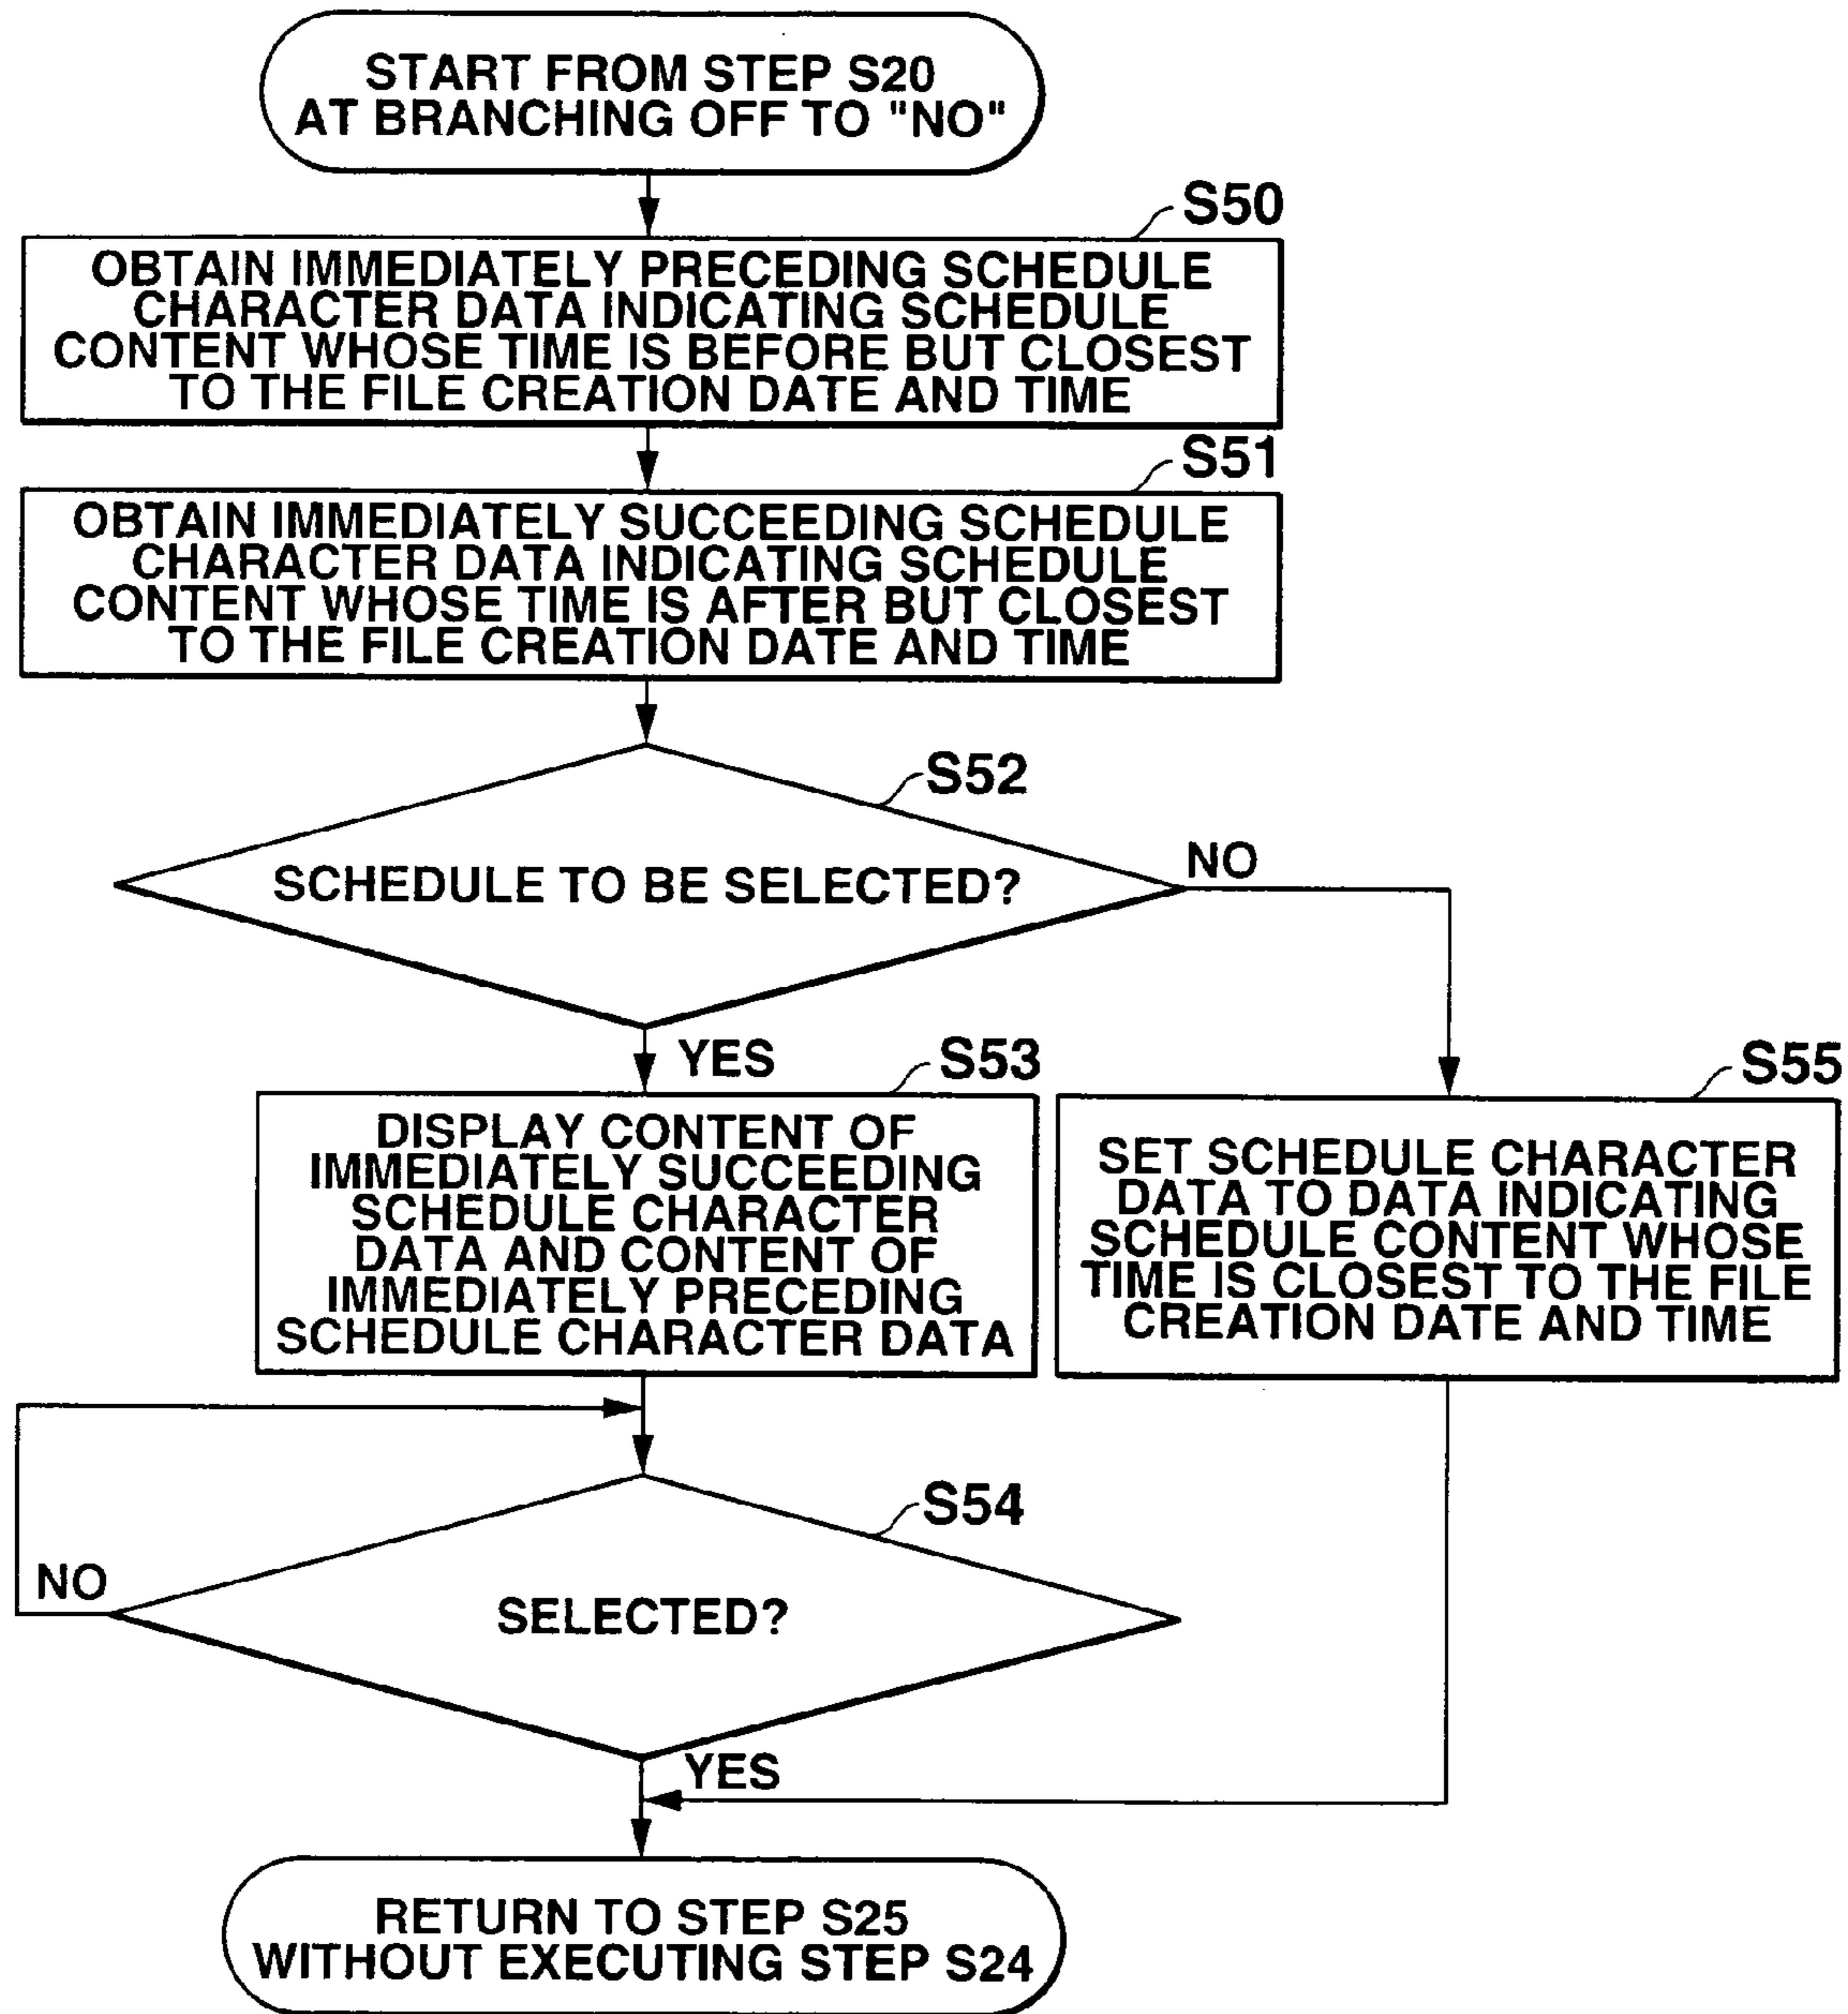 START FROM STEP S20
AT BRANCHING OFF TO "NO"
S50
OBTAIN IMMEDIATELY PRECEDING SCHEDULE
CHARACTER DATA INDICATING SCHEDULE
CONTENT WHOSE TIME IS BEFORE BUT CLOSEST
TO THE FILE CREATION DATE AND TIME
S51
OBTAIN IMMEDIATELY SUCCEEDING SCHEDULE
CHARACTER DATA INDICATING SCHEDULE
CONTENT WHOSE TIME IS AFTER BUT CLOSEST
TO THE FILE CREATION DATE AND TIME
S52
SCHEDULE TO BE SELECTED?
NO
YES
S53
DISPLAY CONTENT OF
IMMEDIATELY SUCCEEDING
SCHEDULE CHARACTER
DATA AND CONTENT OF
IMMEDIATELY PRECEDING
SCHEDULE CHARACTER DATA
S55
SET SCHEDULE CHARACTER
DATA TO DATA INDICATING
SCHEDULE CONTENT WHOSE
TIME IS CLOSEST TO THE FILE
CREATION DATE AND TIME
S54
NO
SELECTED?
YES
RETURN TO STEP S25
WITHOUT EXECUTING STEP S24